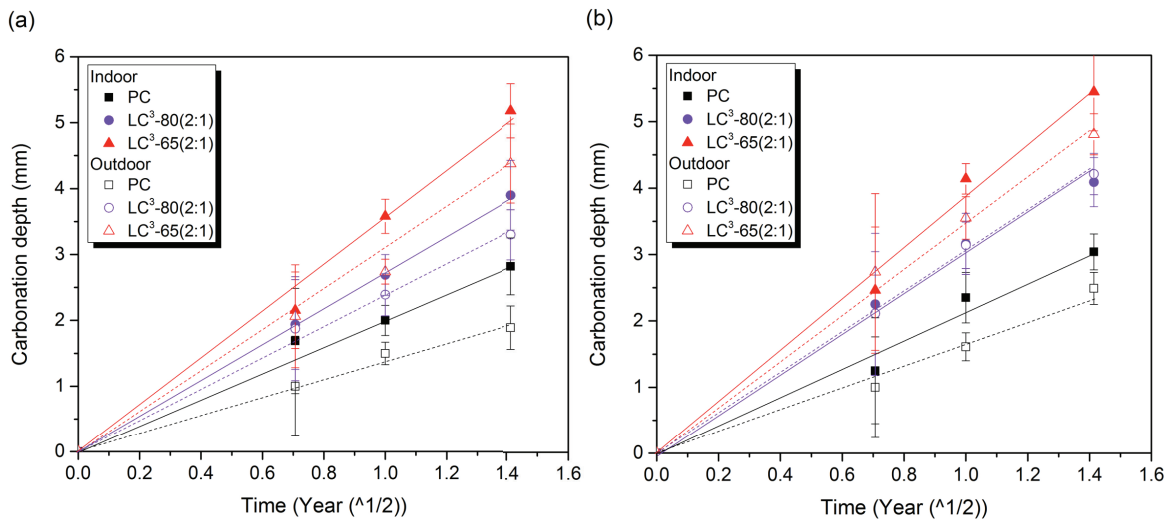 (a)
6
5
4
3
2
1
0
Carbonation depth (mm)
Indoor
PC
LC³-80(2:1)
LC³-65(2:1)
Outdoor
PC
LC³-80(2:1)
LC³-65(2:1)
0.0 0.2 0.4 0.6 0.8 1.0 1.2 1.4 1.6
Time (Year (^1/2))
(b)
6
5
4
3
2
1
0
Carbonation depth (mm)
Indoor
PC
LC³-80(2:1)
LC³-65(2:1)
Outdoor
PC
LC³-80(2:1)
LC³-65(2:1)
0.0 0.2 0.4 0.6 0.8 1.0 1.2 1.4 1.6
Time (Year (^1/2))